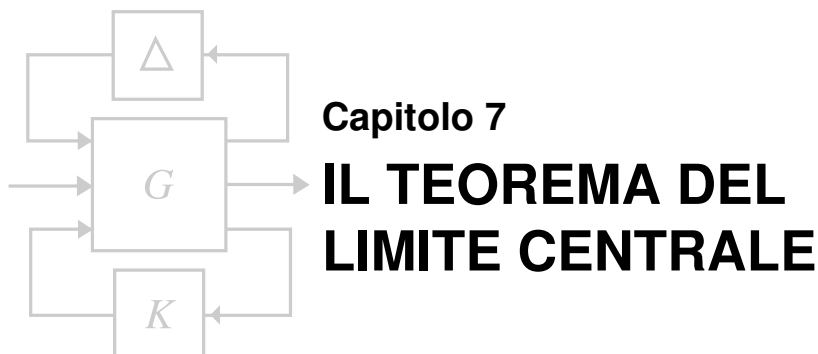 Δ
Capitolo 7
IL TEOREMA DEL
G
LIMITE CENTRALE
K